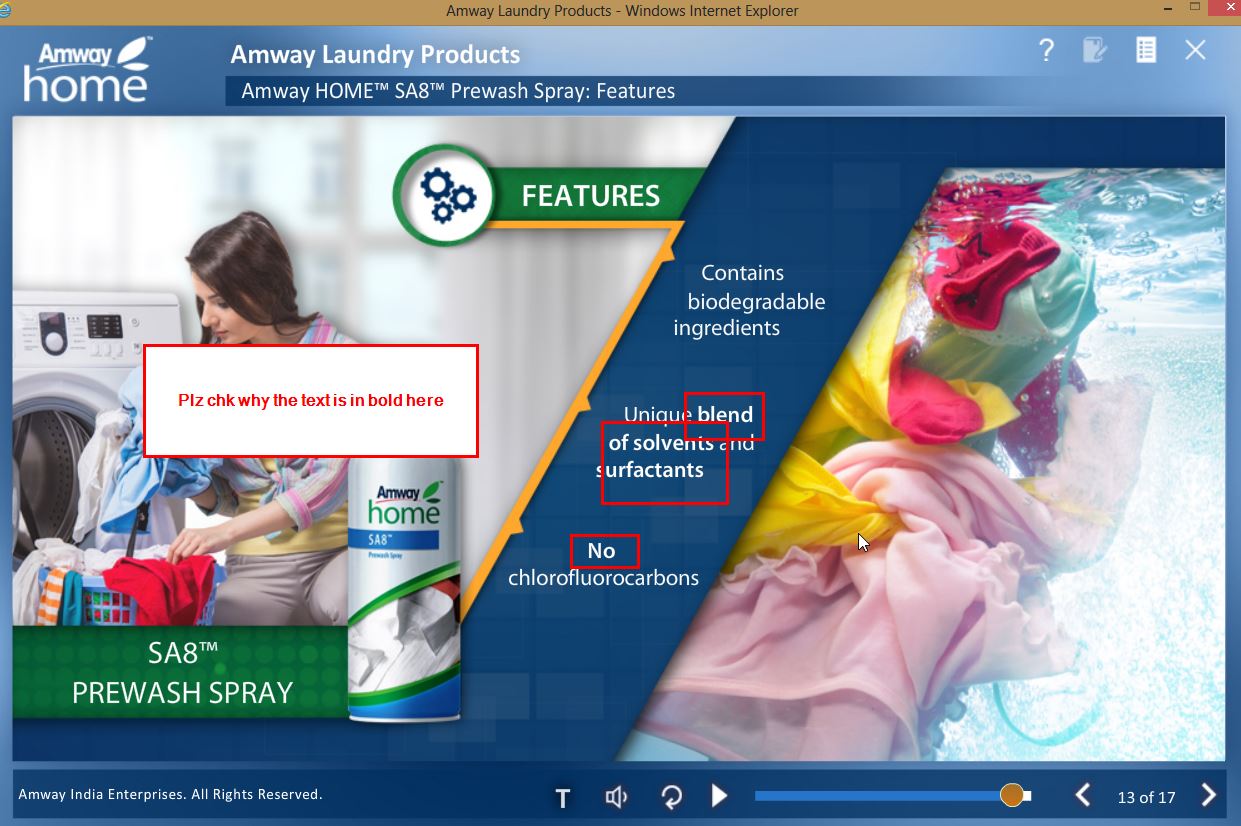 Amway Laundry Products - Windows Internet Explorer
Amway™
home
Amway Laundry Products
?
Amway HOME™ SA8™ Prewash Spray: Features
FEATURES
Contains
biodegradable
ingredients
Plz chk why the text is in bold here
Unique blend
of solvents and
surfactants
No
chlorofluorocarbons
Amway
home
SA8™
Prewash Spray
SA8™
PREWASH SPRAY
Amway India Enterprises. All Rights Reserved.
T
13 of 17